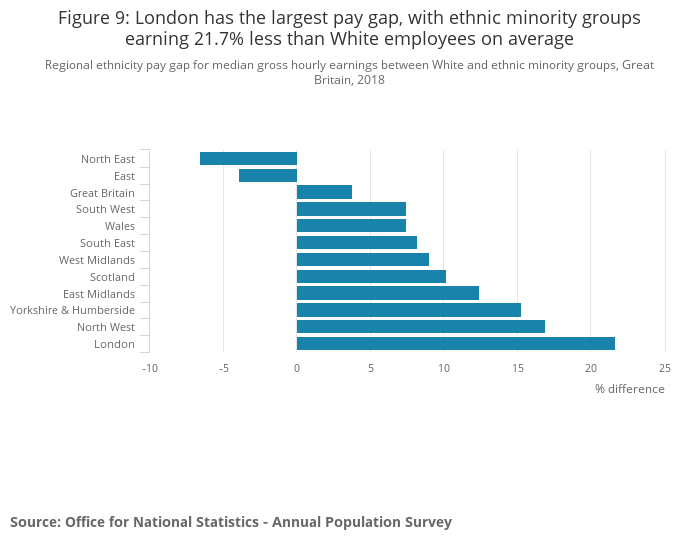 Figure 9: London has the largest pay gap, with ethnic minority groups
earning 21.7% less than White employees on average
Regional ethnicity pay gap for median gross hourly earnings between White and ethnic minority groups, Great
Britain, 2018
North East
East
Great Britain
South West
Wales
South East
West Midlands
Scotland
East Midlands
Yorkshire & Humberside
North West
London
-10 -5 0 5 10 15 20 25
% difference
Source: Office for National Statistics - Annual Population Survey